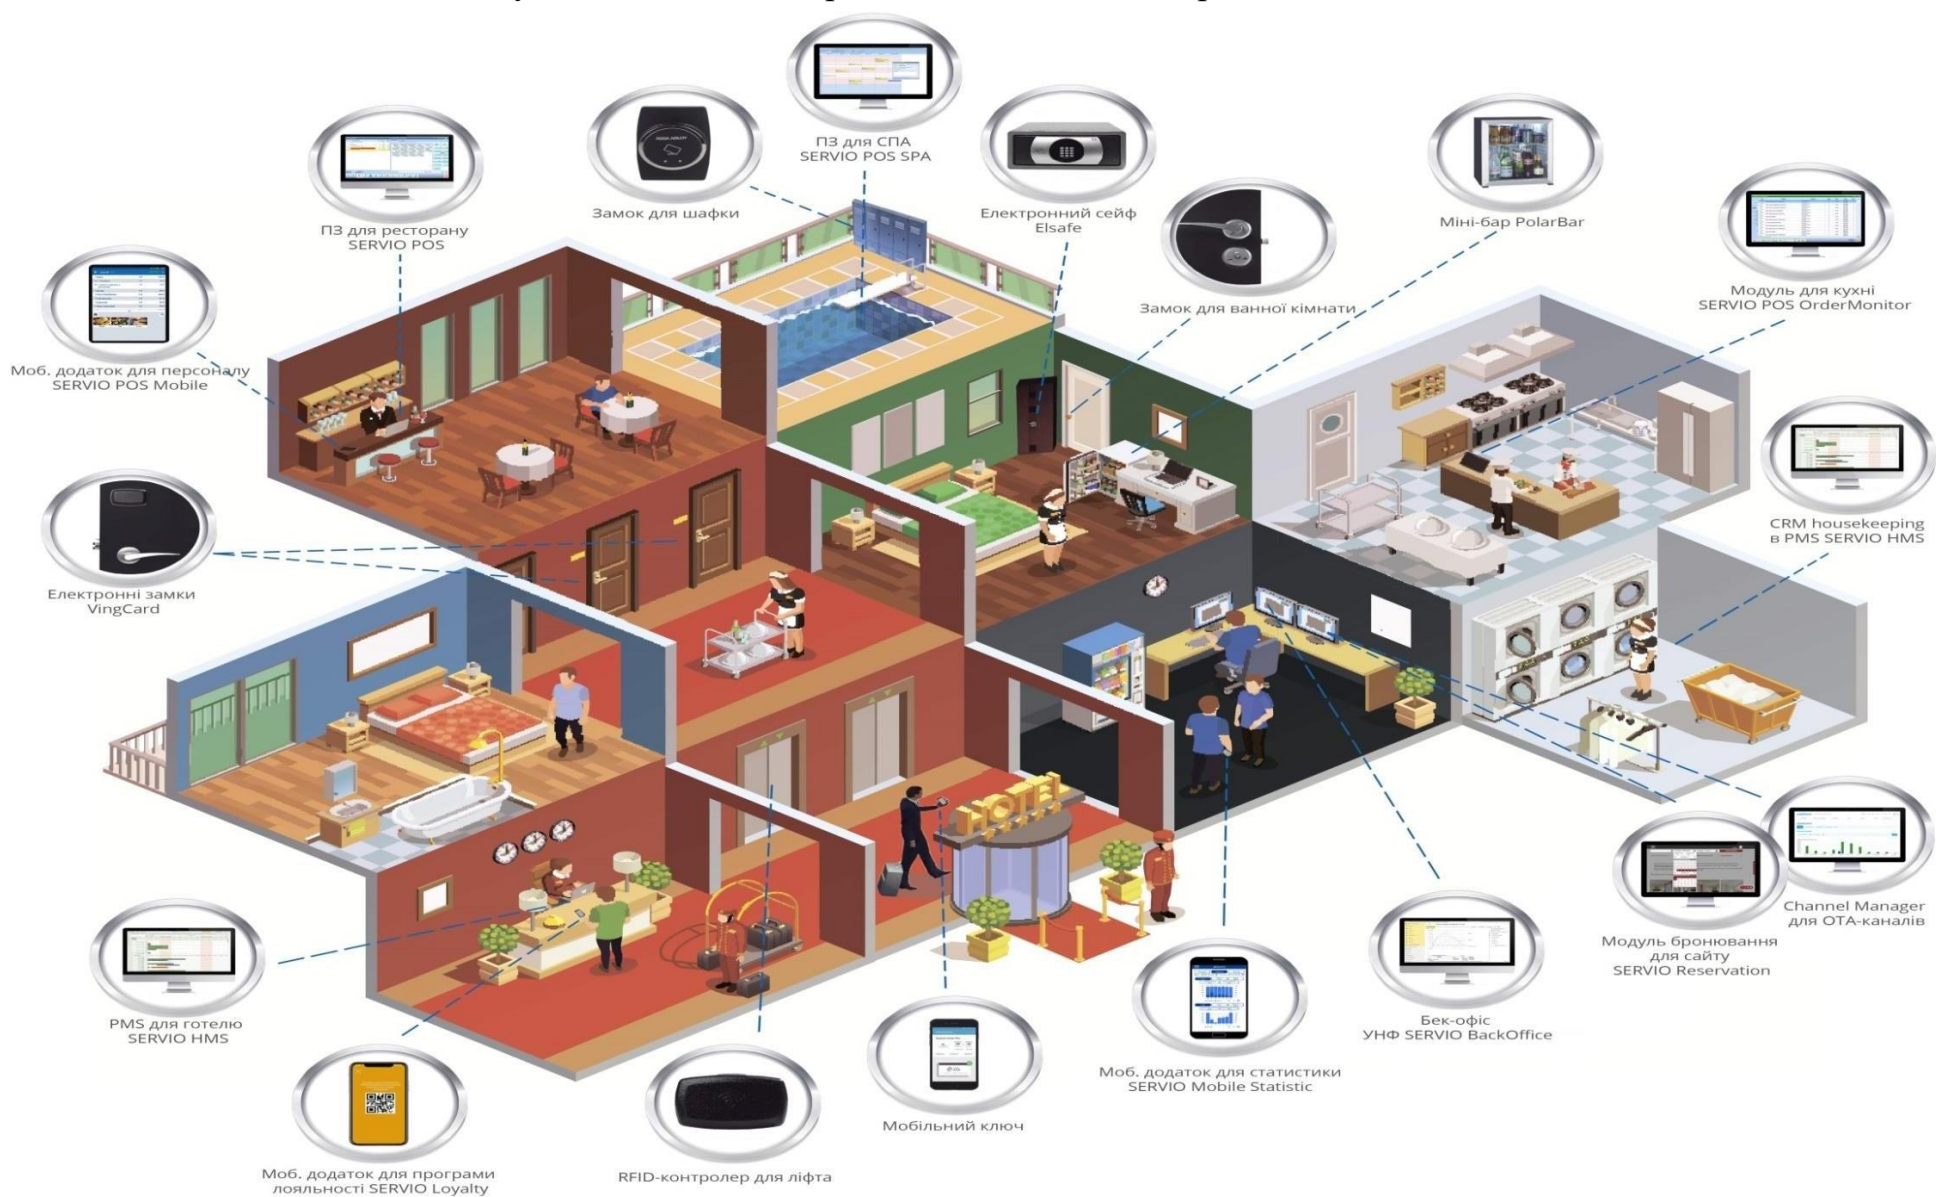 ПЗ для СПА
SERVIO POS SPA
Замок для шафки
Електронний сейф
Elsafe
Міні-бар PolarBar
ПЗ для ресторану
SERVIO POS
Замок для ванної кімнати
Модуль для кухні
SERVIO POS OrderMonitor
Моб. додаток для персоналу
SERVIO POS Mobile
CRM housekeeping
в PMS SERVIO HMS
Електронні замки
VingCard
HOTEL
Channel Manager
для ОТА-каналів
Модуль бронювання
для сайту
SERVIO Reservation
PMS для готелю
SERVIO HMS
Бек-офіс
УНФ SERVIO BackOffice
Моб. додаток для статистики
SERVIO Mobile Statistic
Мобільний ключ
RFID-контролер для ліфта
Моб. додаток для програми
лояльності SERVIO Loyalty